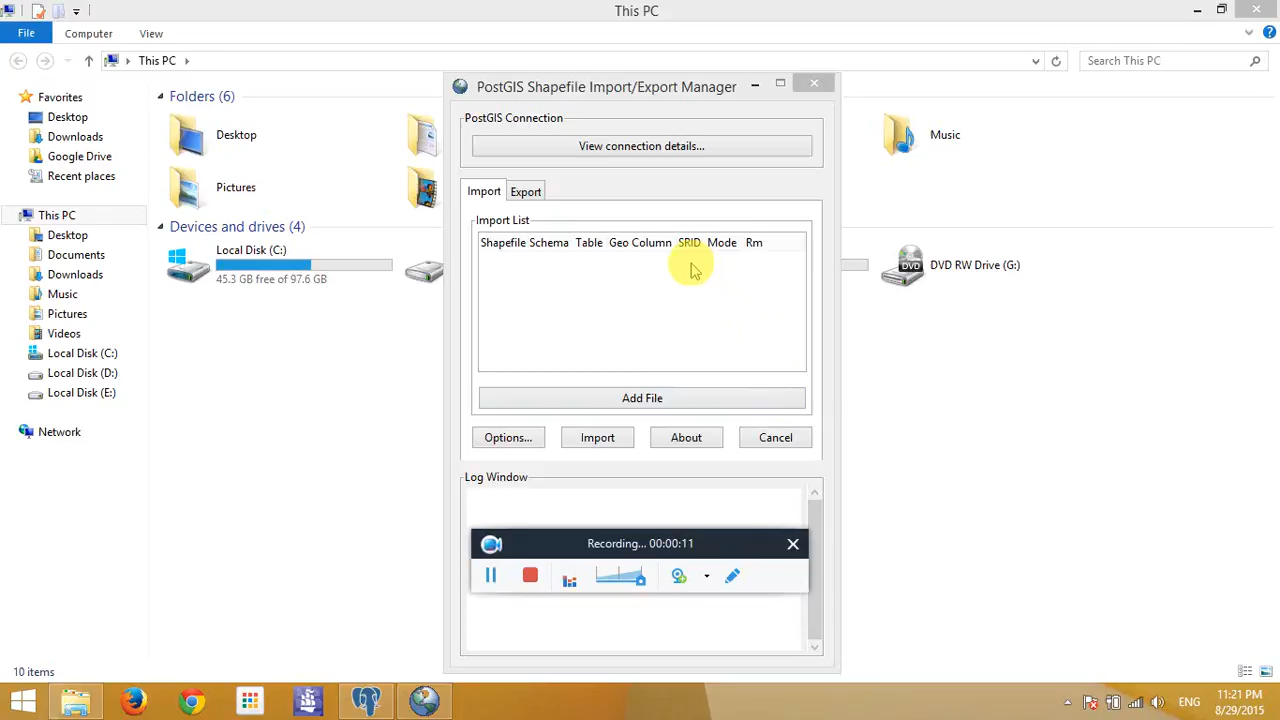 This PC
File
Computer
View
This PC
Search This PC
Favorites
Desktop
Downloads
Google Drive
Recent places
This PC
Desktop
Documents
Downloads
Music
Pictures
Videos
Local Disk (C:)
Local Disk (D:)
Local Disk (E:)
Network
Folders (6)
Desktop
Music
Pictures
Devices and drives (4)
Local Disk (C:)
45.3 GB free of 97.6 GB
DVD RW Drive (G:)
DVD
PostGIS Shapefile Import/Export Manager
PostGIS Connection
View connection details...
Import
Export
Import List
Shapefile Schema Table Geo Column SRID Mode Rm
Add File
Options...
Import
About
Cancel
Log Window
Recording... 00:00:11
10 items
ENG
11:21 PM
8/29/2015